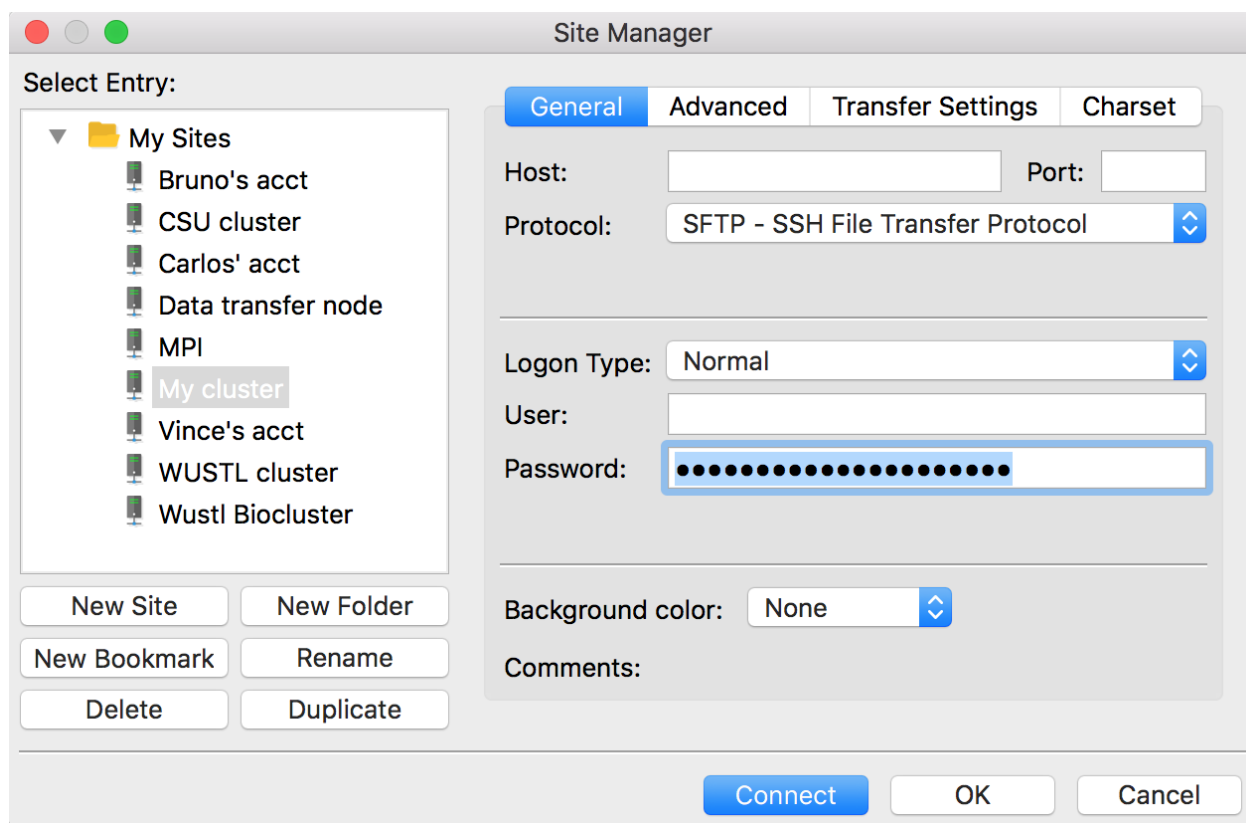 Site Manager
Select Entry:
My Sites
Bruno's acct
CSU cluster
Carlos' acct
Data transfer node
MPI
My cluster
Vince's acct
WUSTL cluster
Wustl Biocluster
New Site New Folder
New Bookmark Rename
Delete Duplicate
General Advanced Transfer Settings Charset
Host: Port:
Protocol: SFTP - SSH File Transfer Protocol
Logon Type: Normal
User:
Password: •••••••••••••••••••••
Background color: None
Comments:
Connect OK Cancel